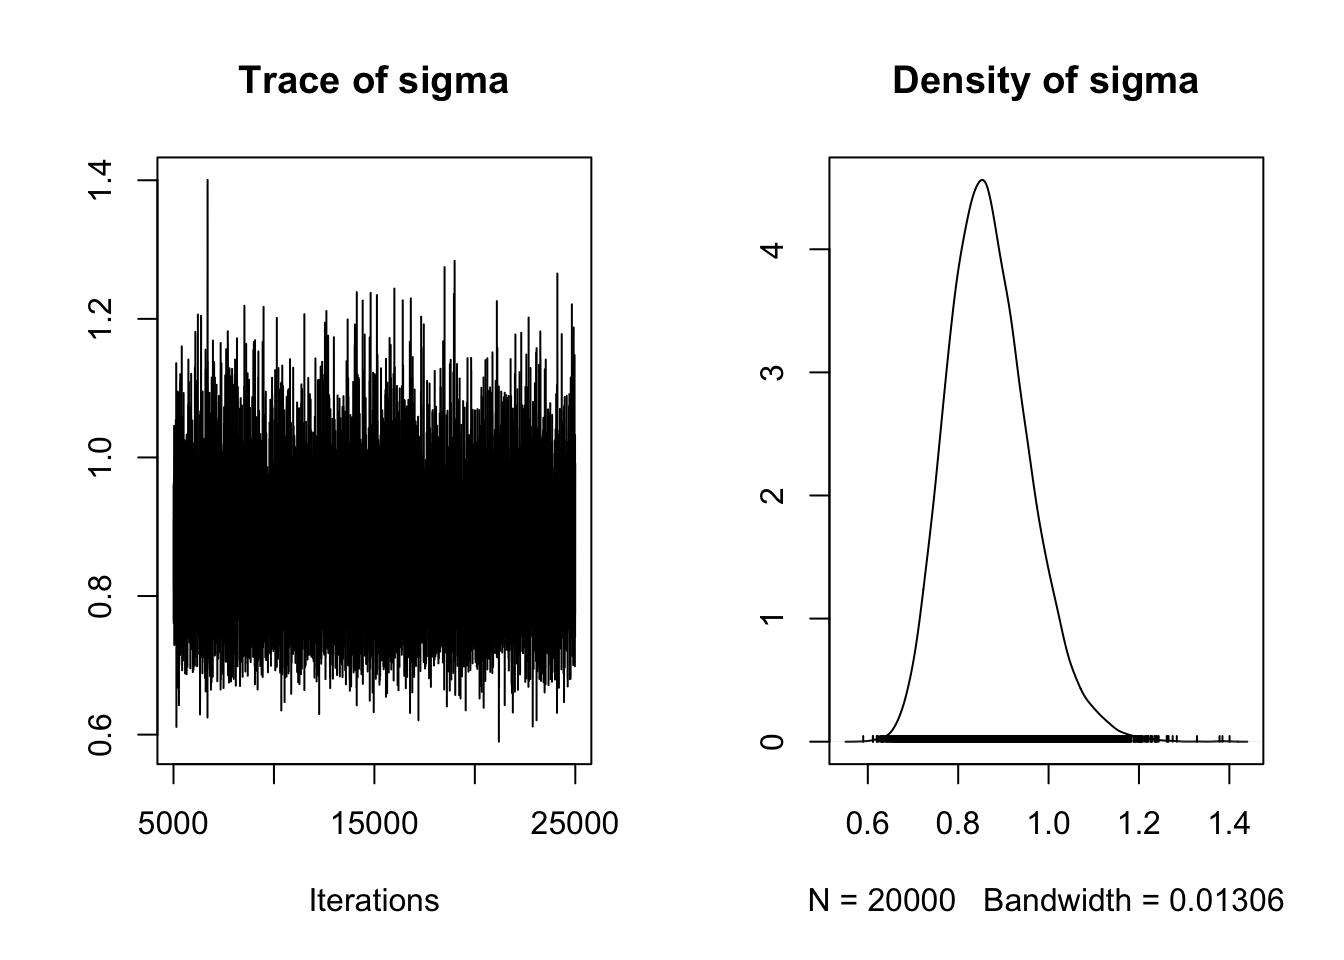 Trace of sigma
1.4
1.2
1.0
0.8
0.6
5000 15000 25000
Iterations
Density of sigma
4
3
2
1
0
0.6 0.8 1.0 1.2 1.4
N = 20000 Bandwidth = 0.01306